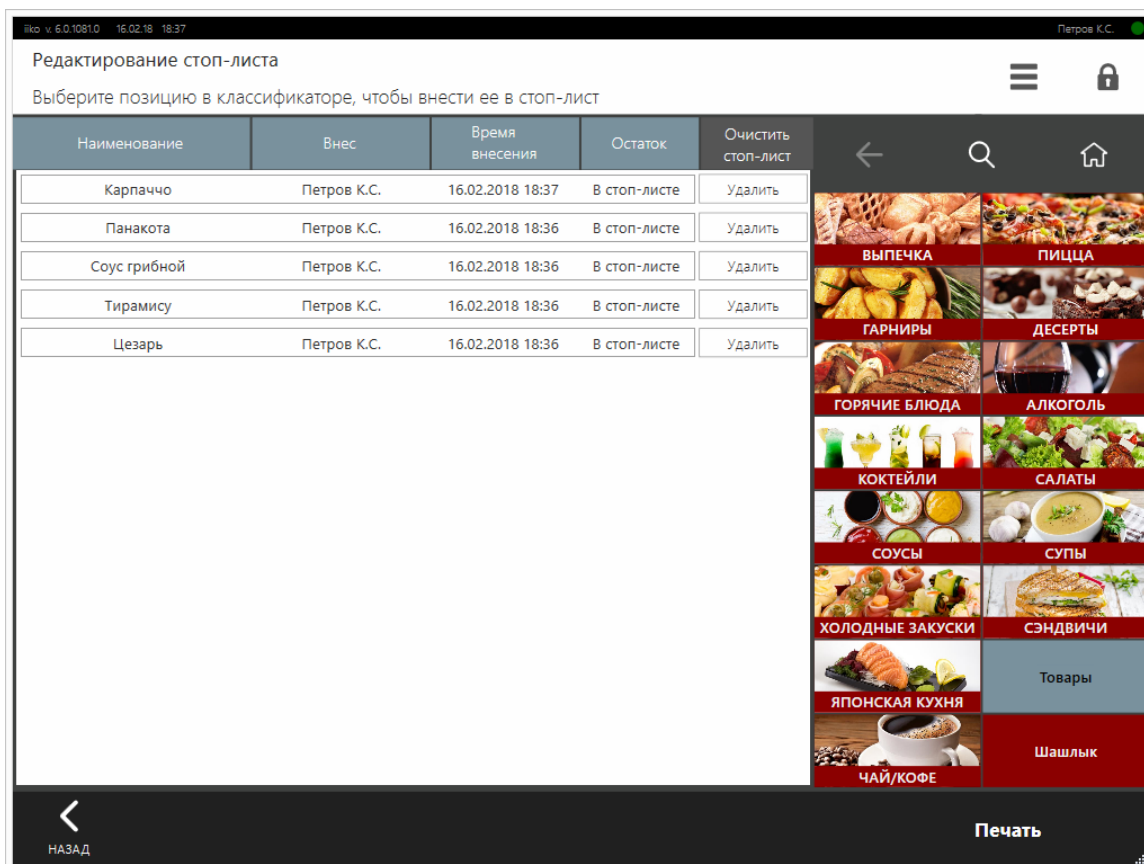 iiko v. 6.0.1081.0 16.02.18 18:37 Петров К.С.
Редактирование стоп-листа
Выберите позицию в классификаторе, чтобы внести ее в стоп-лист
Наименование Внес Время внесения Остаток Очистить стоп-лист
Карпаччо Петров К.С. 16.02.2018 18:37 В стоп-листе Удалить
Панакота Петров К.С. 16.02.2018 18:36 В стоп-листе Удалить
Соус грибной Петров К.С. 16.02.2018 18:36 В стоп-листе Удалить
Тирамису Петров К.С. 16.02.2018 18:36 В стоп-листе Удалить
Цезарь Петров К.С. 16.02.2018 18:36 В стоп-листе Удалить
ВЫПЕЧКА ПИЦЦА
ГАРНИРЫ ДЕСЕРТЫ
ГОРЯЧИЕ БЛЮДА АЛКОГОЛЬ
КОКТЕЙЛИ САЛАТЫ
СОУСЫ СУПЫ
ХОЛОДНЫЕ ЗАКУСКИ СЭНДВИЧИ
ЯПОНСКАЯ КУХНЯ Товары
ЧАЙ/КОФЕ Шашлык
НАЗАД Печать